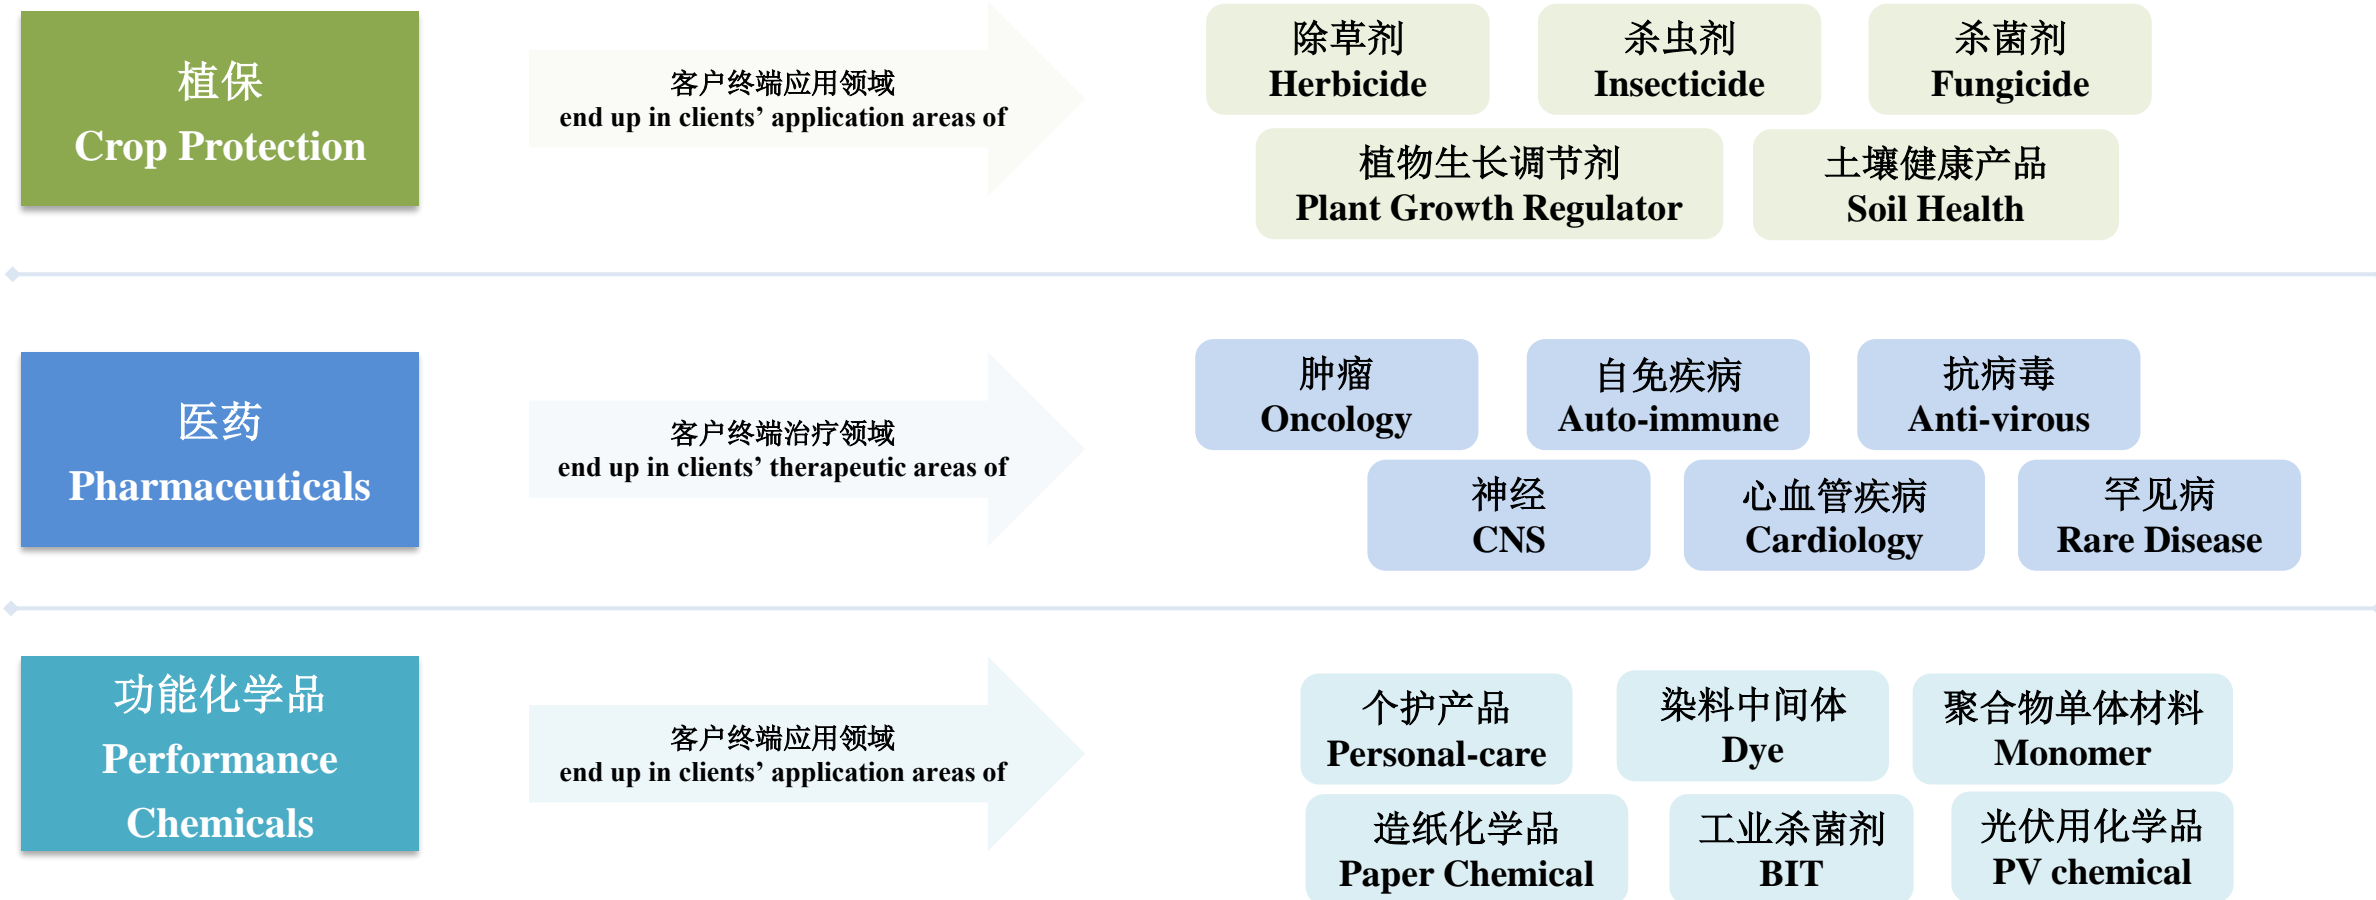 植保
Crop Protection
客户终端应用领域
end up in clients’ application areas of
除草剂
Herbicide
杀虫剂
Insecticide
杀菌剂
Fungicide
植物生长调节剂
Plant Growth Regulator
土壤健康产品
Soil Health
医药
Pharmaceuticals
客户终端治疗领域
end up in clients’ therapeutic areas of
肿瘤
Oncology
自免疾病
Auto-immune
抗病毒
Anti-virous
神经
CNS
心血管疾病
Cardiology
罕见病
Rare Disease
功能化学品
Performance
Chemicals
客户终端应用领域
end up in clients’ application areas of
个护产品
Personal-care
染料中间体
Dye
聚合物单体材料
Monomer
造纸化学品
Paper Chemical
工业杀菌剂
BIT
光伏用化学品
PV chemical